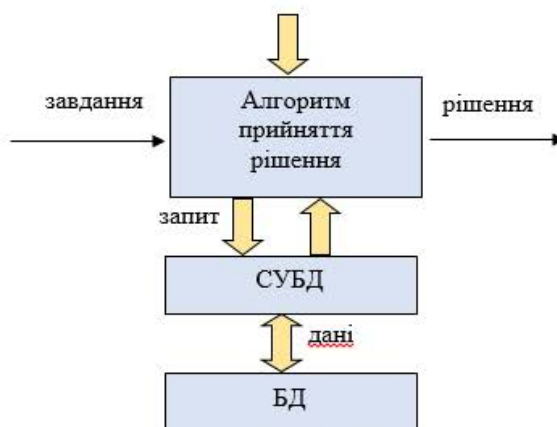 завдання
Алгоритм
прийняття
рішення
рішення
запит
СУБД
дані
БД